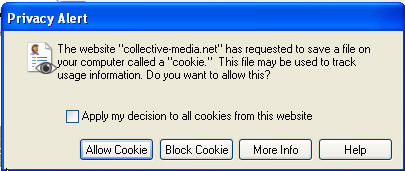 Privacy Alert
The website "collective-media.net" has requested to save a file on
your computer called a "cookie." This file may be used to track
usage information. Do you want to allow this?
Apply my decision to all cookies from this website
Allow Cookie Block Cookie More Info Help